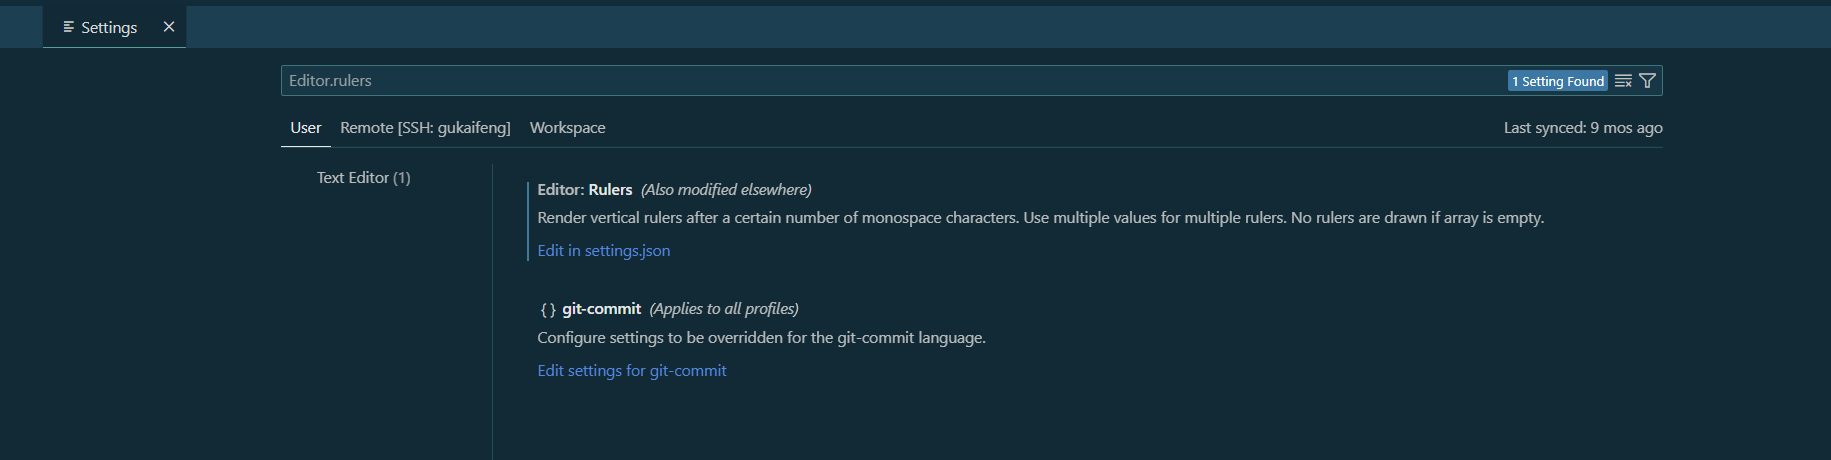 Settings
Editor.rulers
1 Setting Found
User Remote [SSH: gukaifeng] Workspace
Last synced: 9 mos ago
Text Editor (1)
Editor: Rulers (Also modified elsewhere)
Render vertical rulers after a certain number of monospace characters. Use multiple values for multiple rulers. No rulers are drawn if array is empty.
Edit in settings.json
{} git-commit (Applies to all profiles)
Configure settings to be overridden for the git-commit language.
Edit settings for git-commit